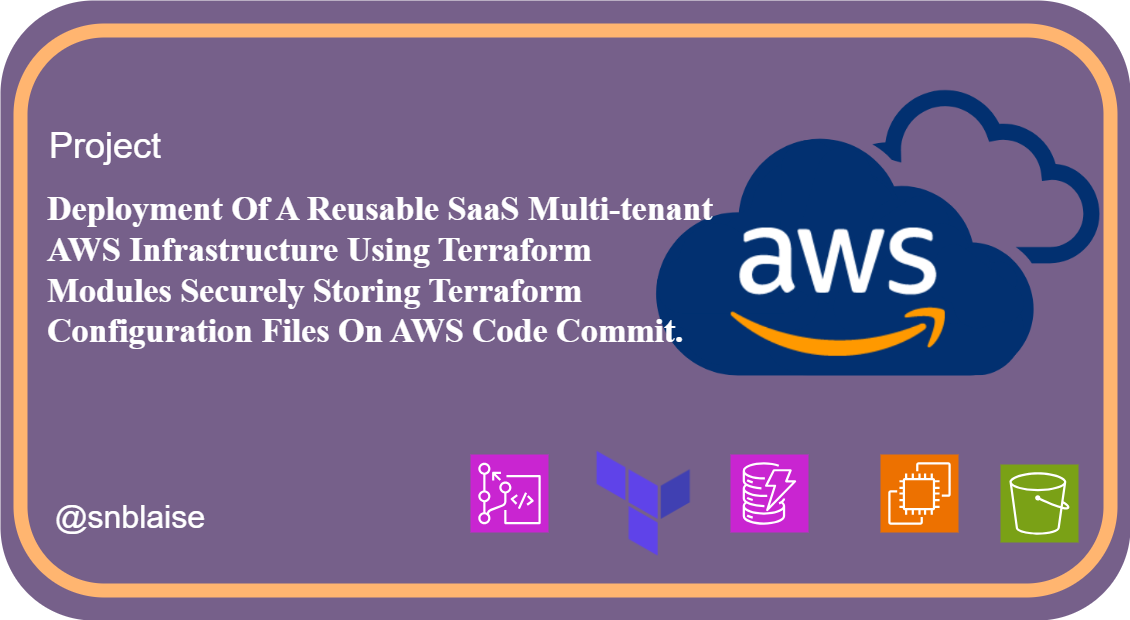 Project
Deployment Of A Reusable SaaS Multi-tenant
AWS Infrastructure Using Terraform
Modules Securely Storing Terraform
Configuration Files On AWS Code Commit.
aws
</>
@snblaise